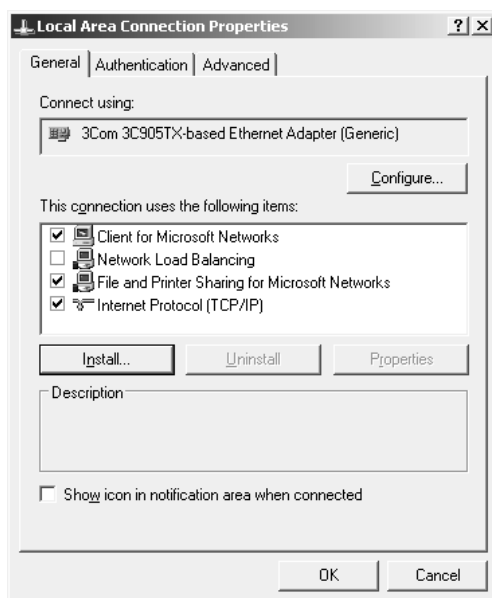 Local Area Connection Properties
General Authentication Advanced
Connect using:
3Com 3C905TX-based Ethernet Adapter (Generic)
Configure...
This connection uses the following items:
Client for Microsoft Networks
Network Load Balancing
File and Printer Sharing for Microsoft Networks
Internet Protocol (TCP/IP)
Install... Uninstall Properties
Description
Show icon in notification area when connected
OK Cancel